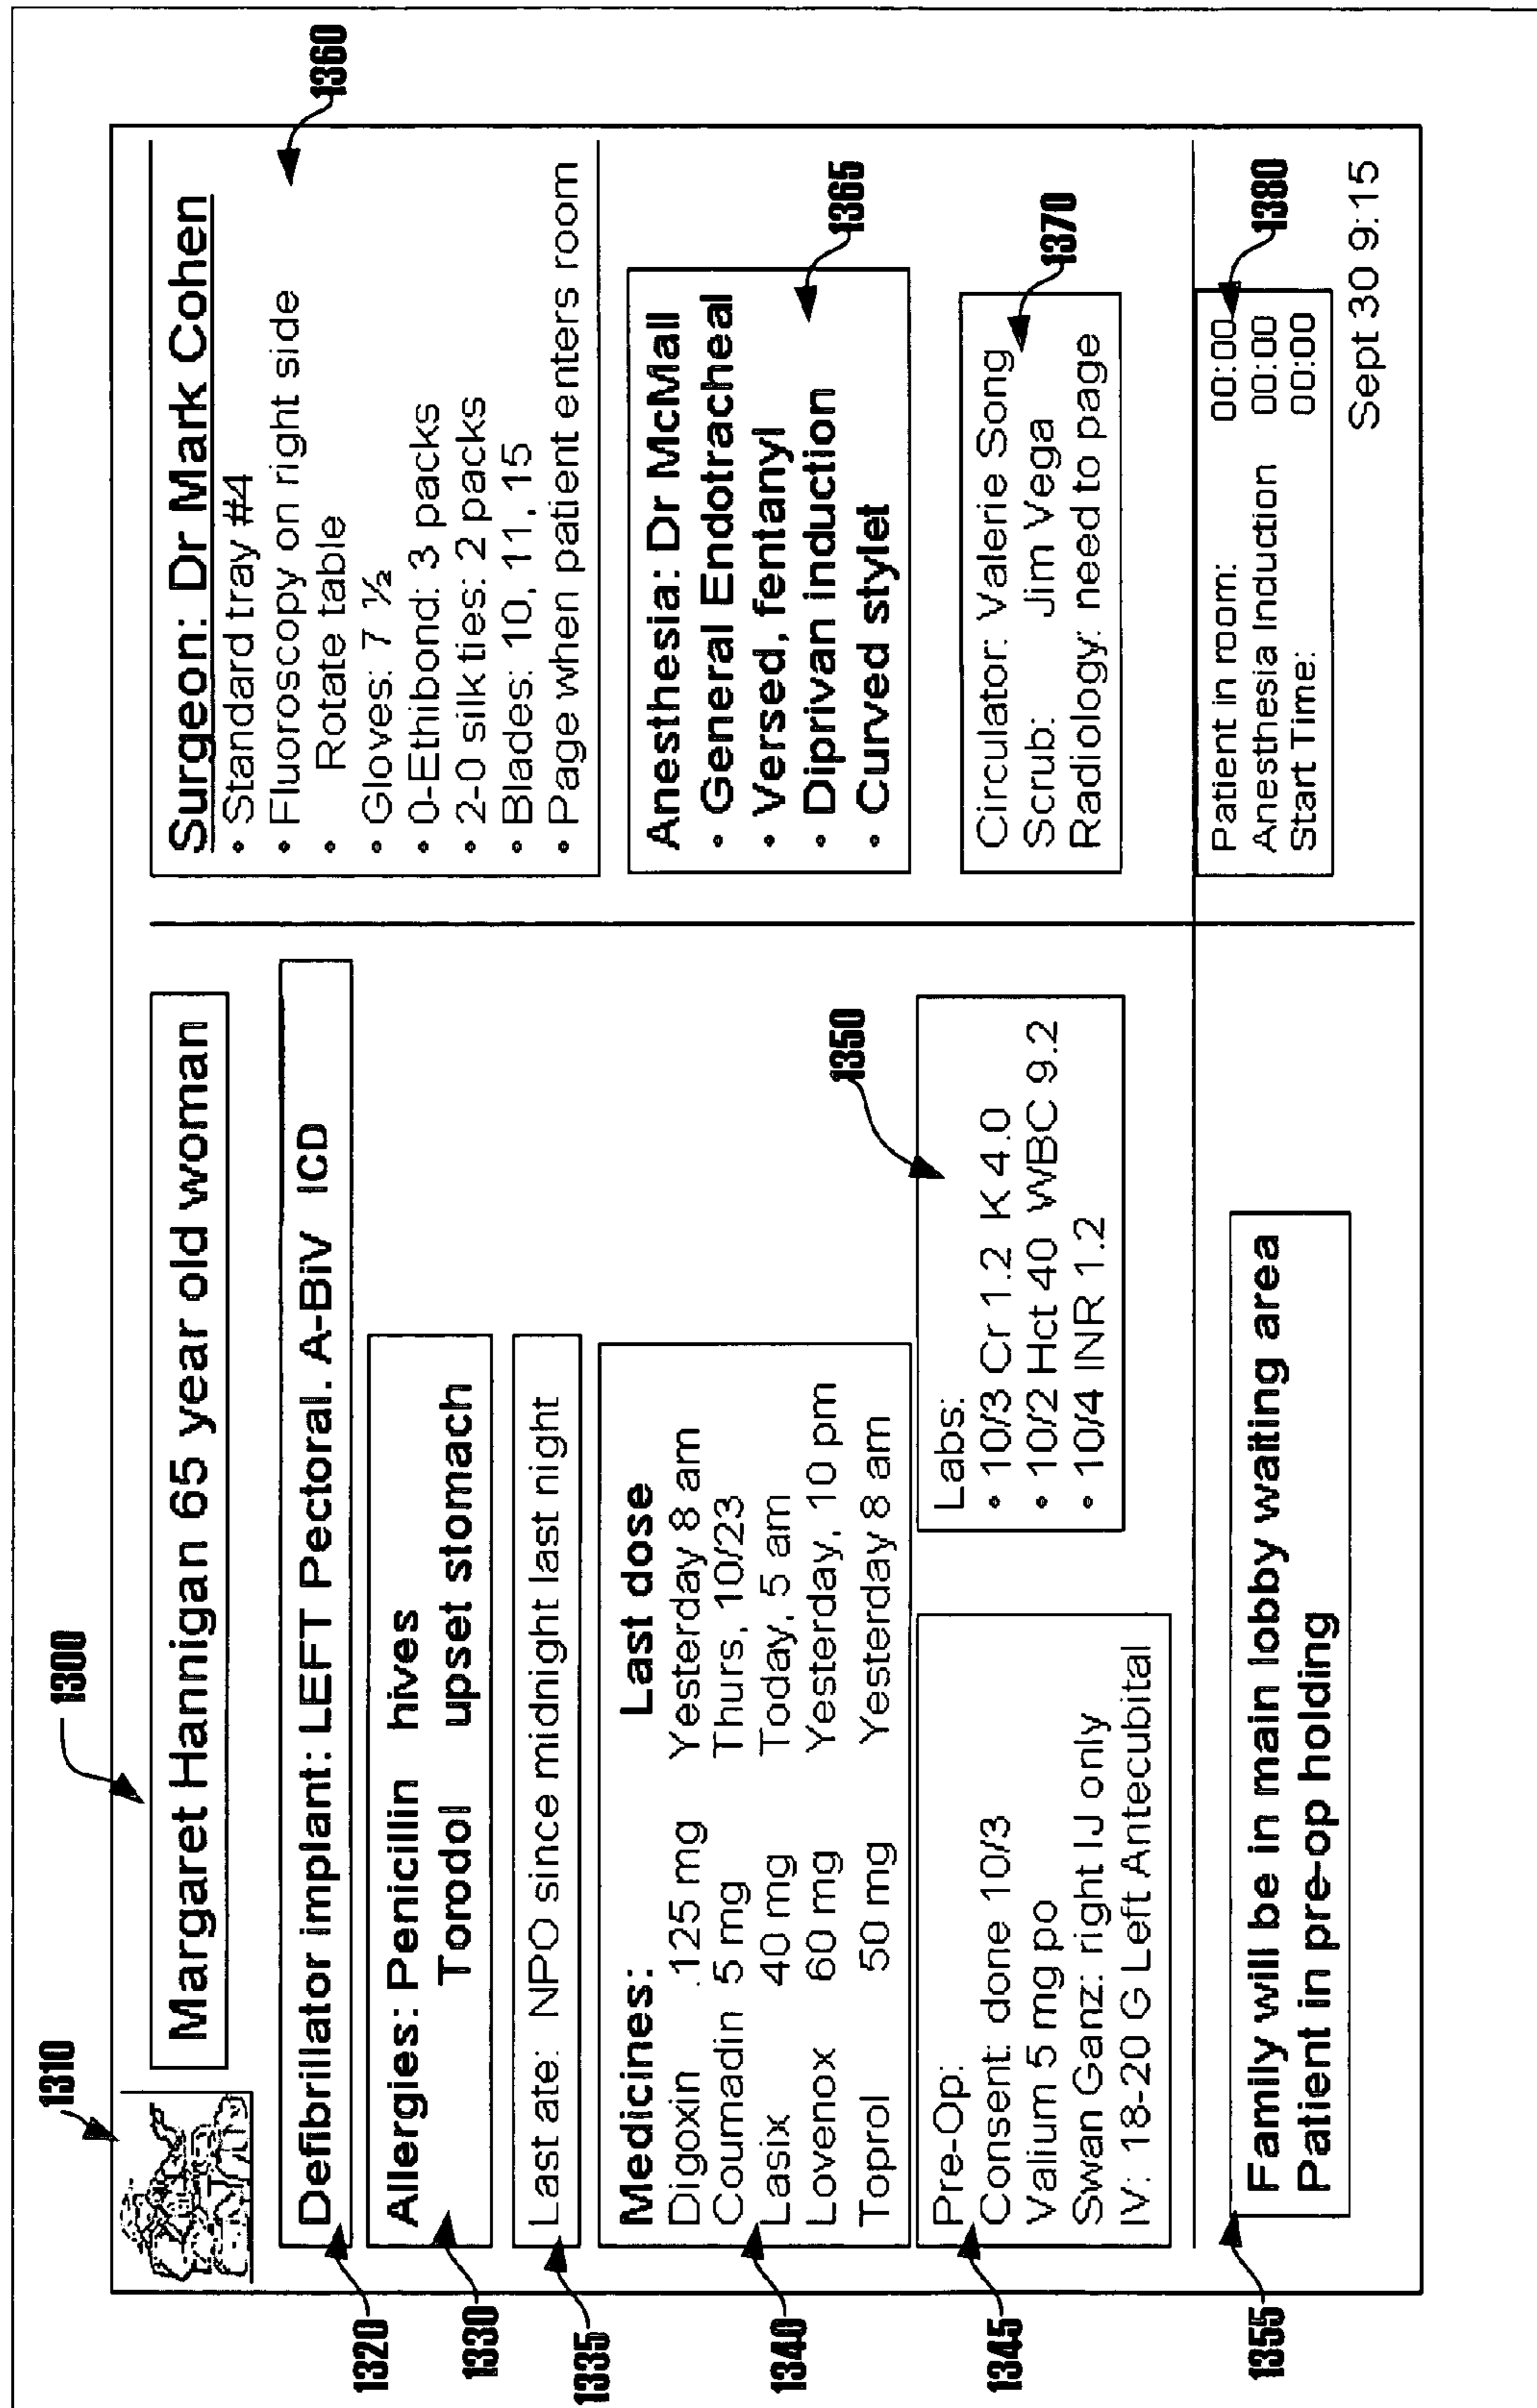 1310
1300
Margaret Hannigan 65 year old woman
1320
Defibrillator implant: LEFT Pectoral. A-BiV ICD
1330
Allergies: Penicillin hives
Torodol upset stomach
1335
Last ate: NPO since midnight last night
1340
Medicines: Last dose
Digoxin .125 mg Yesterday 8 am
Coumadin 5 mg Thurs, 10/23
Lasix 40 mg Today, 5 am
Lovenox 60 mg Yesterday, 10 pm
Toprol 50 mg Yesterday 8 am
1345
Pre-Op:
Consent: done 10/3
Valium 5 mg po
Swan Ganz: right IJ only
IV: 18-20 G Left Antecubital
1350
Labs:
• 10/3 Cr 1.2 K 4.0
• 10/2 Hct 40 WBC 9.2
• 10/4 INR 1.2
1355
Family will be in main lobby waiting area
Patient in pre-op holding
1360
Surgeon: Dr Mark Cohen
• Standard tray #4
• Fluoroscopy on right side
• Rotate table
• Gloves: 7 ½
• 0-Ethibond: 3 packs
• 2-0 silk ties: 2 packs
• Blades: 10, 11, 15
• Page when patient enters room
1365
Anesthesia: Dr McMall
• General Endotracheal
• Versed, fentanyl
• Diprivan induction
• Curved stylet
1370
Circulator: Valerie Song
Scrub: Jim Vega
Radiology: need to page
1380
Patient in room: 00:00
Anesthesia Induction 00:00
Start Time: 00:00
Sept 30 9:15